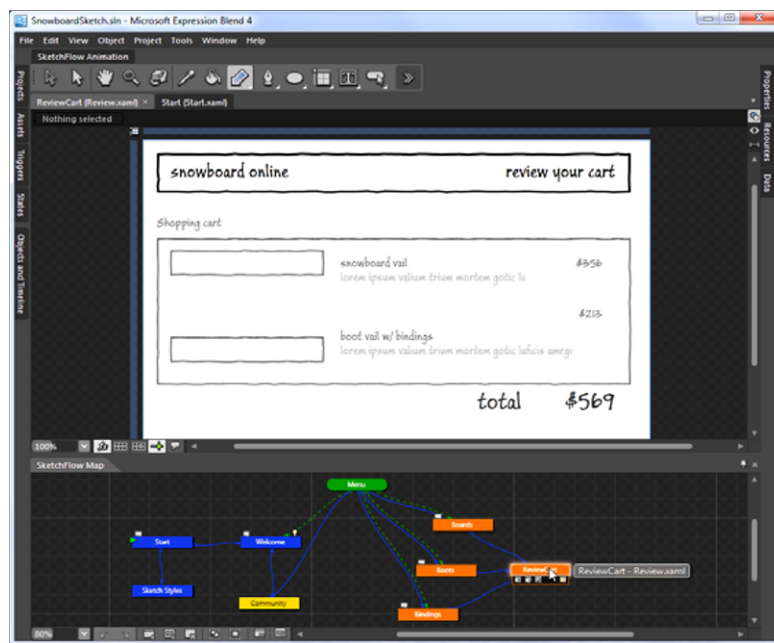 SnowboardSketch.sln - Microsoft Expression Blend 4
File Edit View Object Project Tools Window Help
SketchFlow Animation
ReviewCart (Review.xaml) × Start (Start.xaml)
Nothing selected
Projects
Assets
Triggers
States
Objects and Timeline
Properties
Resources
Data
snowboard online review your cart
Shopping cart
snowboard vail $356
lorem ipsum valium trium mortem gotic lu
$213
boot vail w/ bindings
lorem ipsum valium trium mortem gotic luficis amrgi
total $569
100%
SketchFlow Map
Menu
Boards
Start Welcome
Boots ReviewCart ReviewCart - Review.xaml
Sketch Styles
Community
Bindings
80%